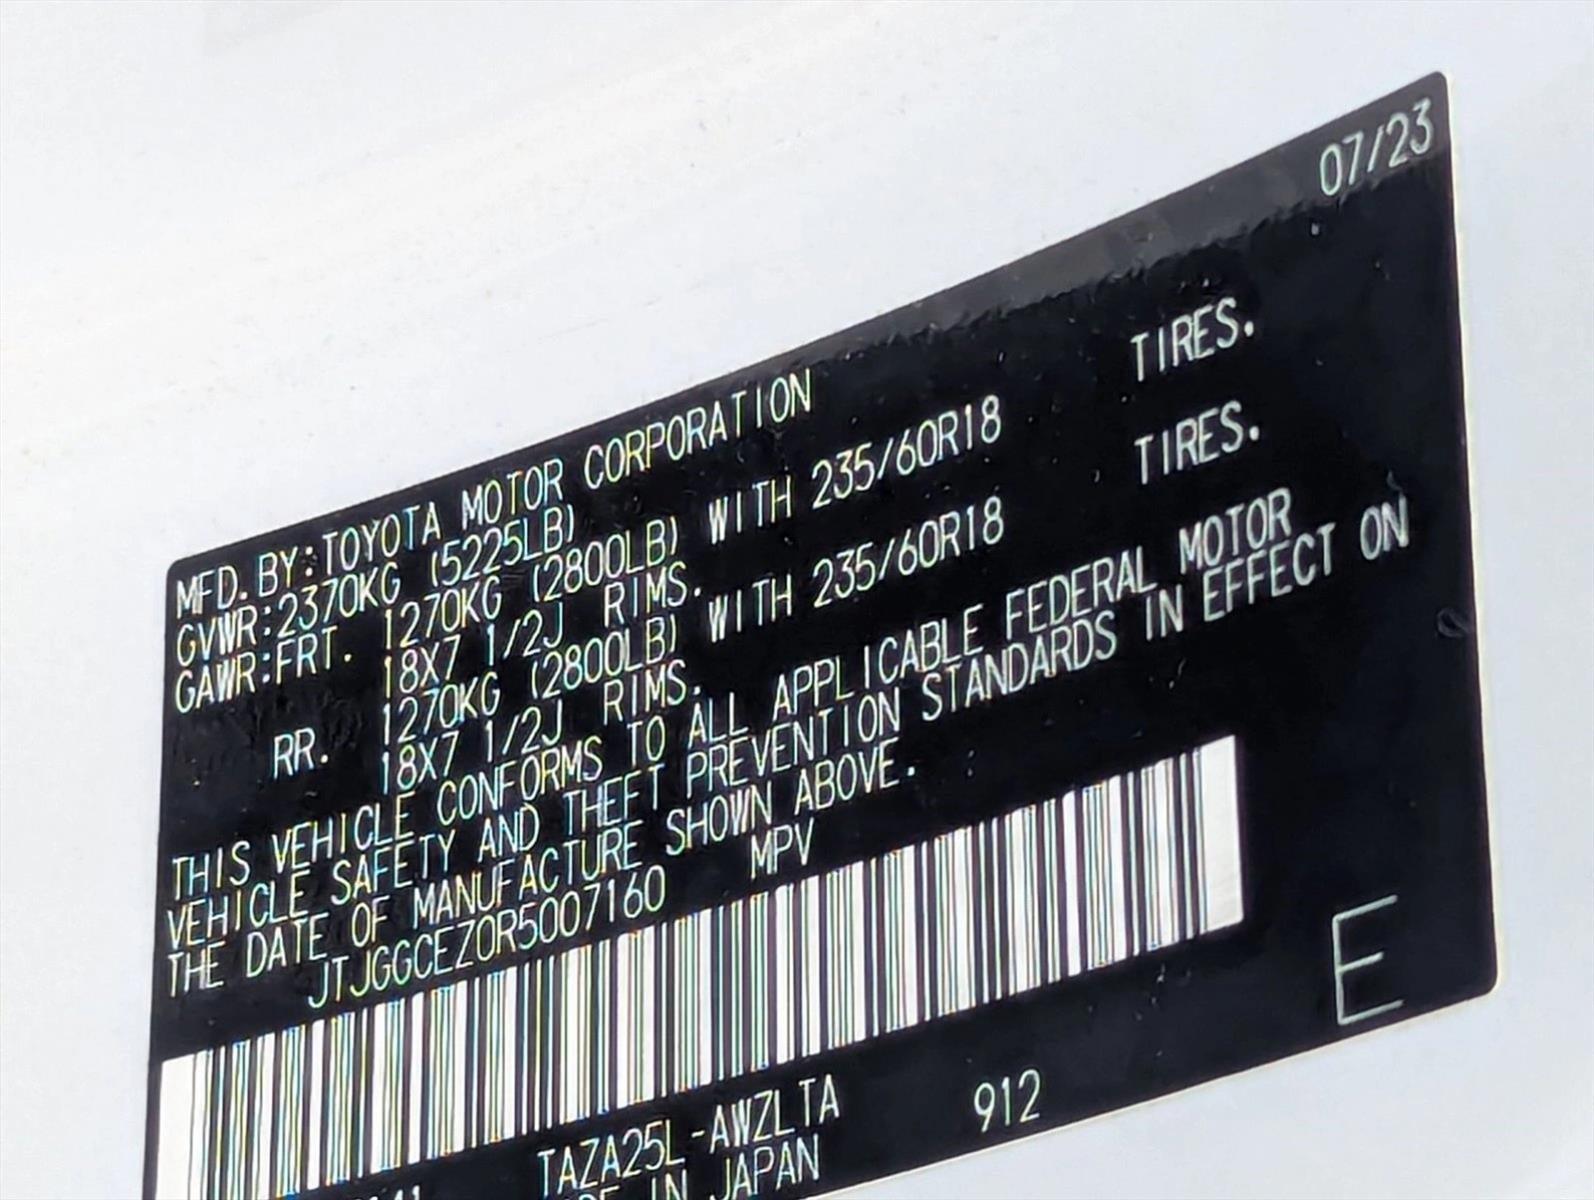 07/23
MFD.BY:TOYOTA MOTOR CORPORATION
GVWR:2370KG (5225LB)
GAWR:FRT. 1270KG (2800LB) WITH 235/60R18 TIRES.
18X7 1/2J RIMS.
RR. 1270KG (2800LB) WITH 235/60R18 TIRES.
18X7 1/2J RIMS.
THIS VEHICLE CONFORMS TO ALL APPLICABLE FEDERAL MOTOR
VEHICLE SAFETY AND THEFT PREVENTION STANDARDS IN EFFECT ON
THE DATE OF MANUFACTURE SHOWN ABOVE.
JTJGGCEZ0R5007160 MPV
E
TAZA25L-AWZLTA 912
IN JAPAN